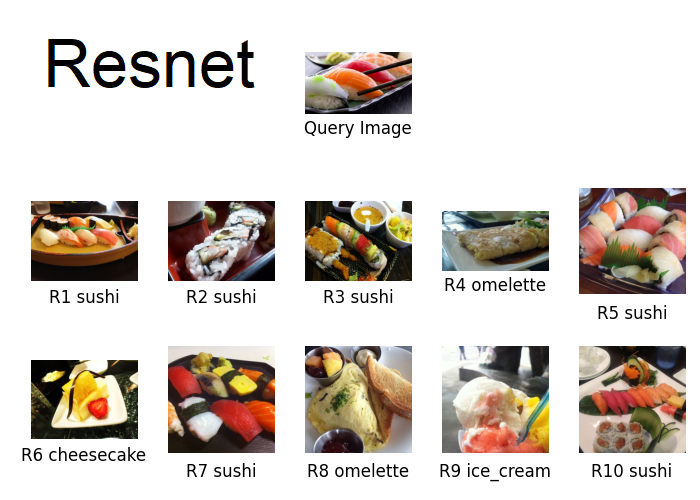 Resnet
Query Image
R1 sushi
R2 sushi
R3 sushi
R4 omelette
R5 sushi
R6 cheesecake
R7 sushi
R8 omelette
R9 ice_cream
R10 sushi